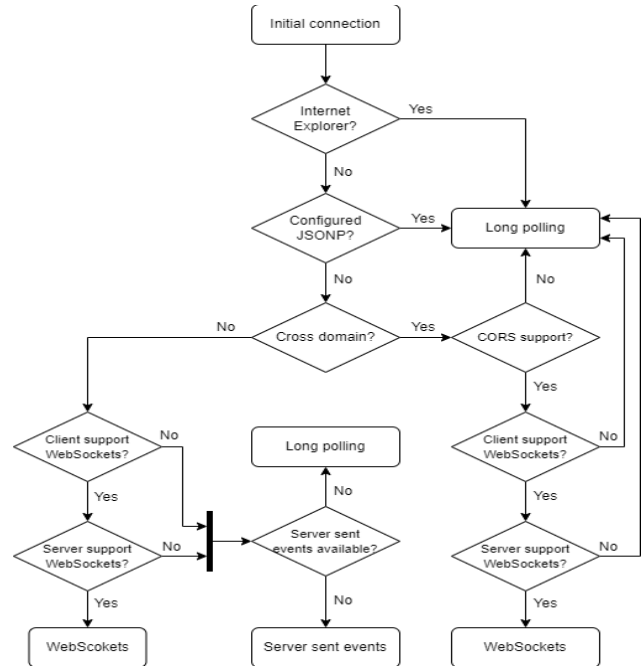 Initial connection
Internet
Explorer?
Yes
No
Configured
JSONP?
Yes
Long polling
No
No
No
Cross domain?
Yes
CORS support?
Yes
Client support
WebSockets?
No
Long polling
Client support
WebSockets?
No
Yes
No
Yes
Server support
WebSockets?
No
Server sent
events available?
Server support
WebSockets?
No
Yes
No
Yes
WebScokets
Server sent events
WebSockets